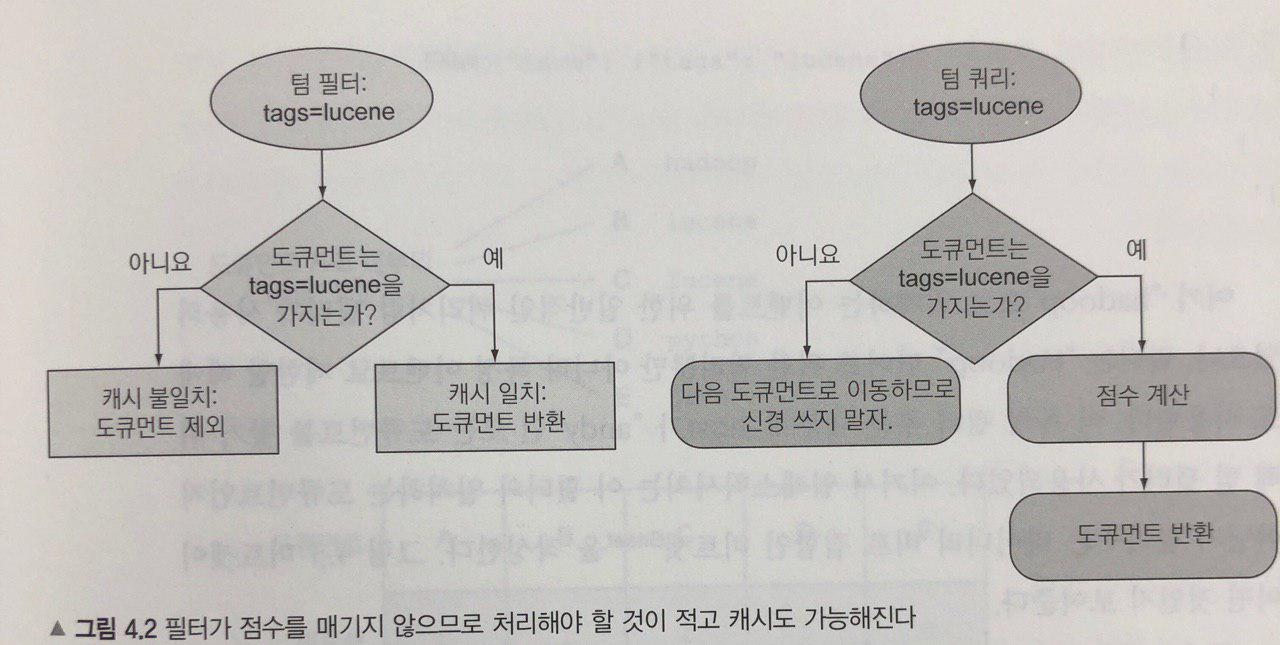 텀 필터:
tags=lucene
도큐먼트는
tags=lucene을
가지는가?
아니요
예
캐시 불일치:
도큐먼트 제외
캐시 일치:
도큐먼트 반환
텀 쿼리:
tags=lucene
도큐먼트는
tags=lucene을
가지는가?
아니요
예
다음 도큐먼트로 이동하므로
신경 쓰지 말자.
점수 계산
도큐먼트 반환
▲ 그림 4.2 필터가 점수를 매기지 않으므로 처리해야 할 것이 적고 캐시도 가능해진다